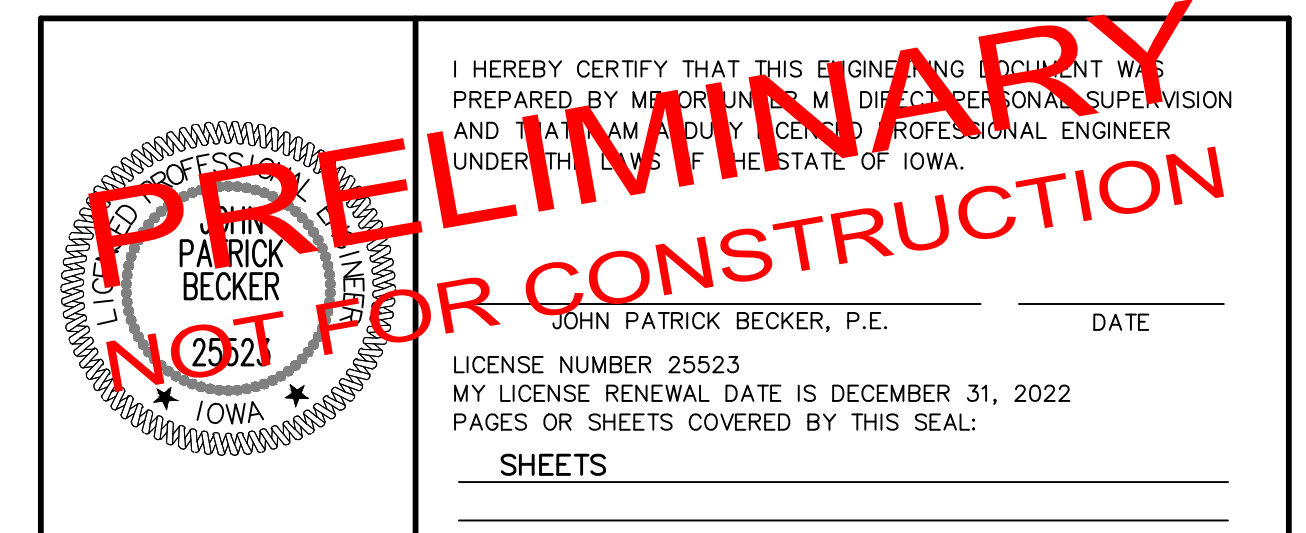 LICENSED PROFESSIONAL ENGINEER
JOHN
PATRICK
BECKER
25523
IOWA
I HEREBY CERTIFY THAT THIS ENGINEERING DOCUMENT WAS
PREPARED BY ME OR UNDER MY DIRECT PERSONAL SUPERVISION
AND THAT I AM A DULY LICENSED PROFESSIONAL ENGINEER
UNDER THE LAWS OF THE STATE OF IOWA.
PRELIMINARY
NOT FOR CONSTRUCTION
JOHN PATRICK BECKER, P.E. DATE
LICENSE NUMBER 25523
MY LICENSE RENEWAL DATE IS DECEMBER 31, 2022
PAGES OR SHEETS COVERED BY THIS SEAL:
SHEETS